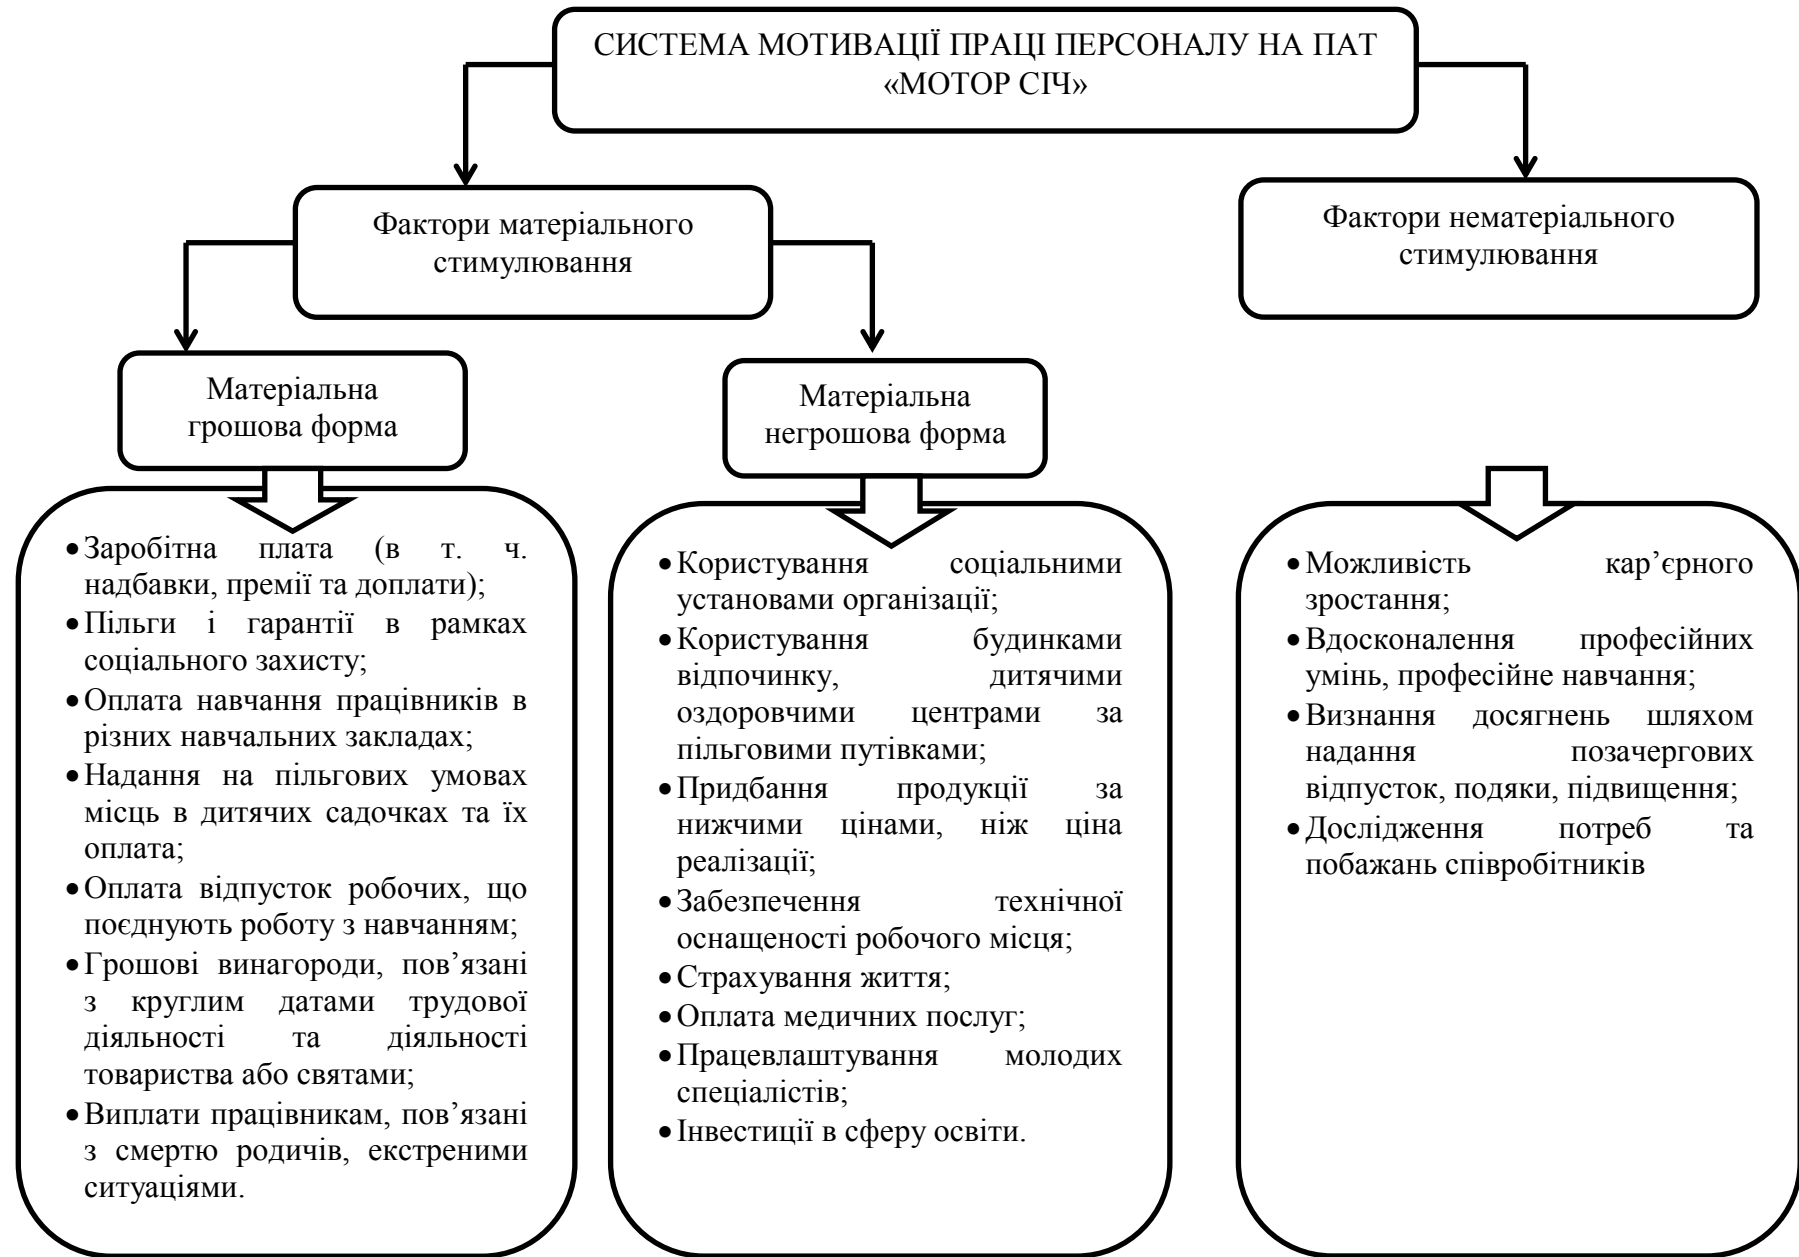 СИСТЕМА МОТИВАЦІЇ ПРАЦІ ПЕРСОНАЛУ НА ПАТ
«МОТОР СІЧ»
Фактори матеріального
стимулювання
Фактори нематеріального
стимулювання
Матеріальна
грошова форма
Матеріальна
негрошова форма
•Заробітна плата (в т. ч.
надбавки, премії та доплати);
•Пільги і гарантії в рамках
соціального захисту;
•Оплата навчання працівників в
різних навчальних закладах;
•Надання на пільгових умовах
місць в дитячих садочках та їх
оплата;
•Оплата відпусток робочих, що
поєднують роботу з навчанням;
•Грошові винагороди, пов’язані
з круглим датами трудової
діяльності та діяльності
товариства або святами;
•Виплати працівникам, пов’язані
з смертю родичів, екстреними
ситуаціями.
•Користування соціальними
установами організації;
•Користування будинками
відпочинку, дитячими
оздоровчими центрами за
пільговими путівками;
•Придбання продукції за
нижчими цінами, ніж ціна
реалізації;
•Забезпечення технічної
оснащеності робочого місця;
•Страхування життя;
•Оплата медичних послуг;
•Працевлаштування молодих
спеціалістів;
•Інвестиції в сферу освіти.
•Можливість кар’єрного
зростання;
•Вдосконалення професійних
умінь, професійне навчання;
•Визнання досягнень шляхом
надання позачергових
відпусток, подяки, підвищення;
•Дослідження потреб та
побажань співробітників